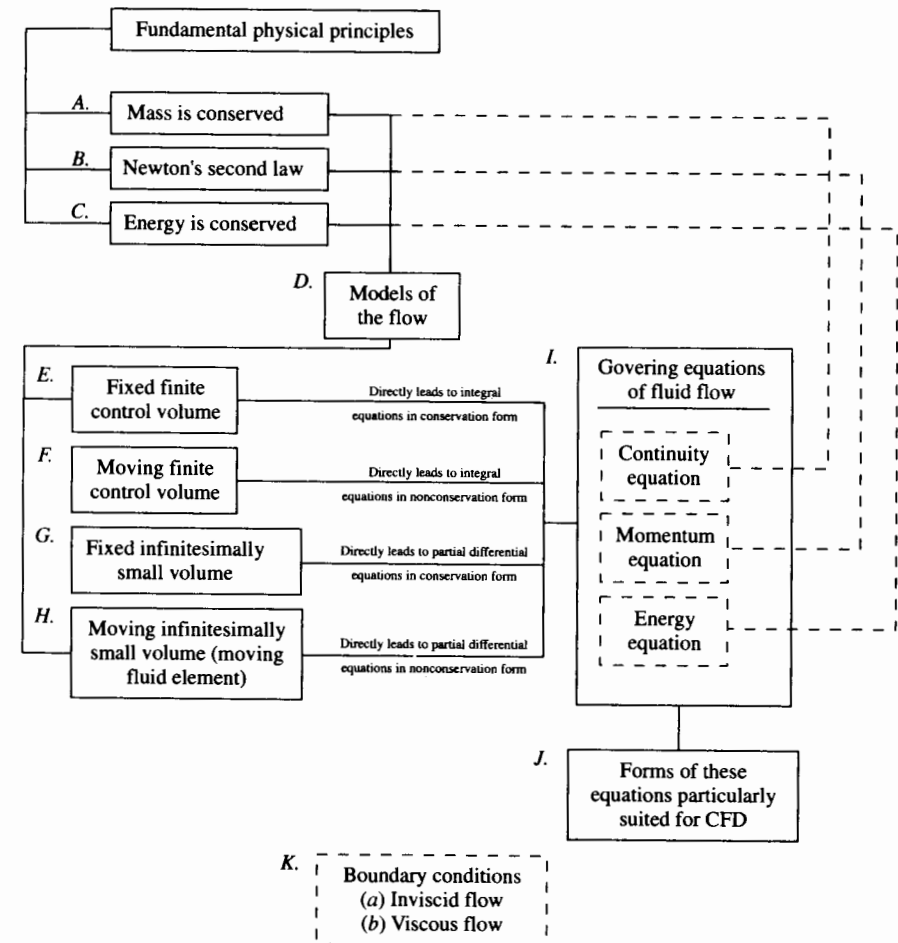 Fundamental physical principles
A.
Mass is conserved
B.
Newton's second law
C.
Energy is conserved
D.
Models of
the flow
E.
Fixed finite
control volume
Directly leads to integral
equations in conservation form
F.
Moving finite
control volume
Directly leads to integral
equations in nonconservation form
G.
Fixed infinitesimally
small volume
Directly leads to partial differential
equations in conservation form
H.
Moving infinitesimally
small volume (moving
fluid element)
Directly leads to partial differential
equations in nonconservation form
I.
Govering equations
of fluid flow
Continuity
equation
Momentum
equation
Energy
equation
J.
Forms of these
equations particularly
suited for CFD
K.
Boundary conditions
(a) Inviscid flow
(b) Viscous flow